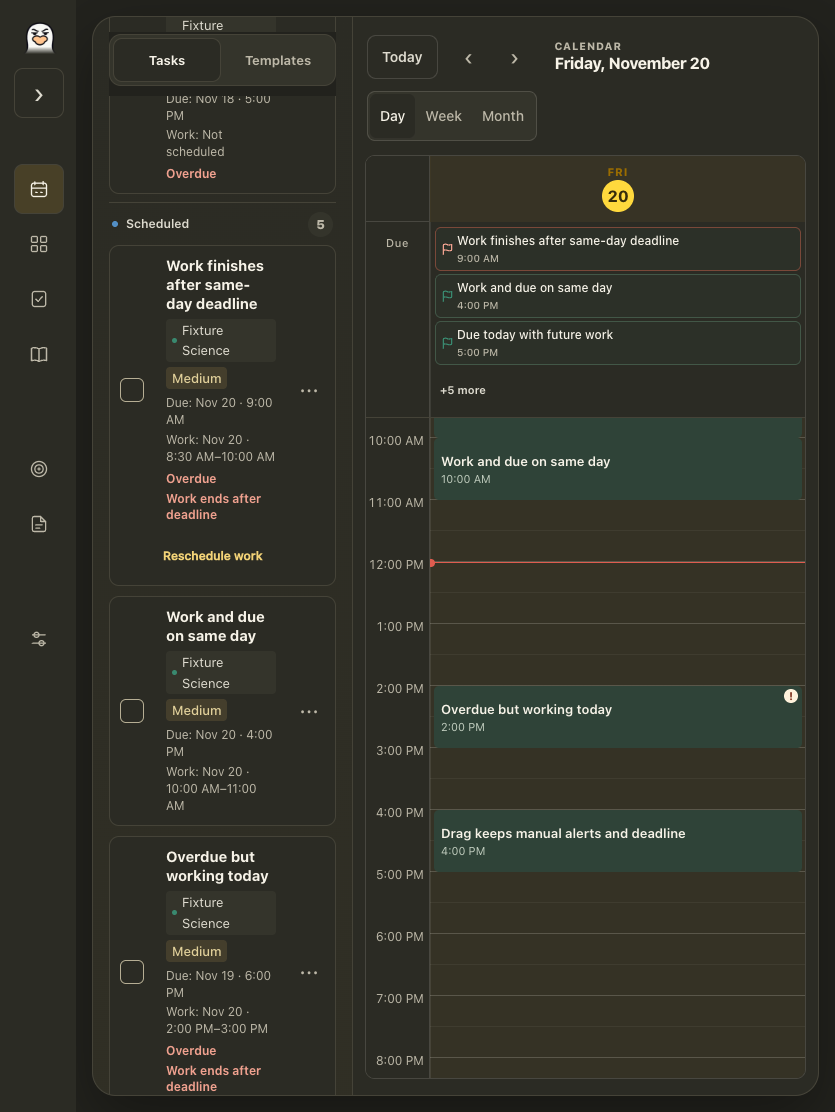 Fixture
Tasks
Templates
Due: Nov 18 · 5:00
PM
Work: Not
scheduled
Overdue
Scheduled
5
Work finishes
after same-
day deadline
Fixture
Science
Medium
Due: Nov 20 · 9:00
AM
Work: Nov 20 ·
8:30 AM–10:00 AM
Overdue
Work ends after
deadline
Reschedule work
Work and due
on same day
Fixture
Science
Medium
Due: Nov 20 · 4:00
PM
Work: Nov 20 ·
10:00 AM–11:00
AM
Overdue but
working today
Fixture
Science
Medium
Due: Nov 19 · 6:00
PM
Work: Nov 20 ·
2:00 PM–3:00 PM
Overdue
Work ends after
deadline
Today
CALENDAR
Friday, November 20
Day
Week
Month
FRI
20
Due
Work finishes after same-day deadline
9:00 AM
Work and due on same day
4:00 PM
Due today with future work
5:00 PM
+5 more
10:00 AM
Work and due on same day
10:00 AM
11:00 AM
12:00 PM
1:00 PM
2:00 PM
Overdue but working today
!
2:00 PM
3:00 PM
4:00 PM
Drag keeps manual alerts and deadline
4:00 PM
5:00 PM
6:00 PM
7:00 PM
8:00 PM